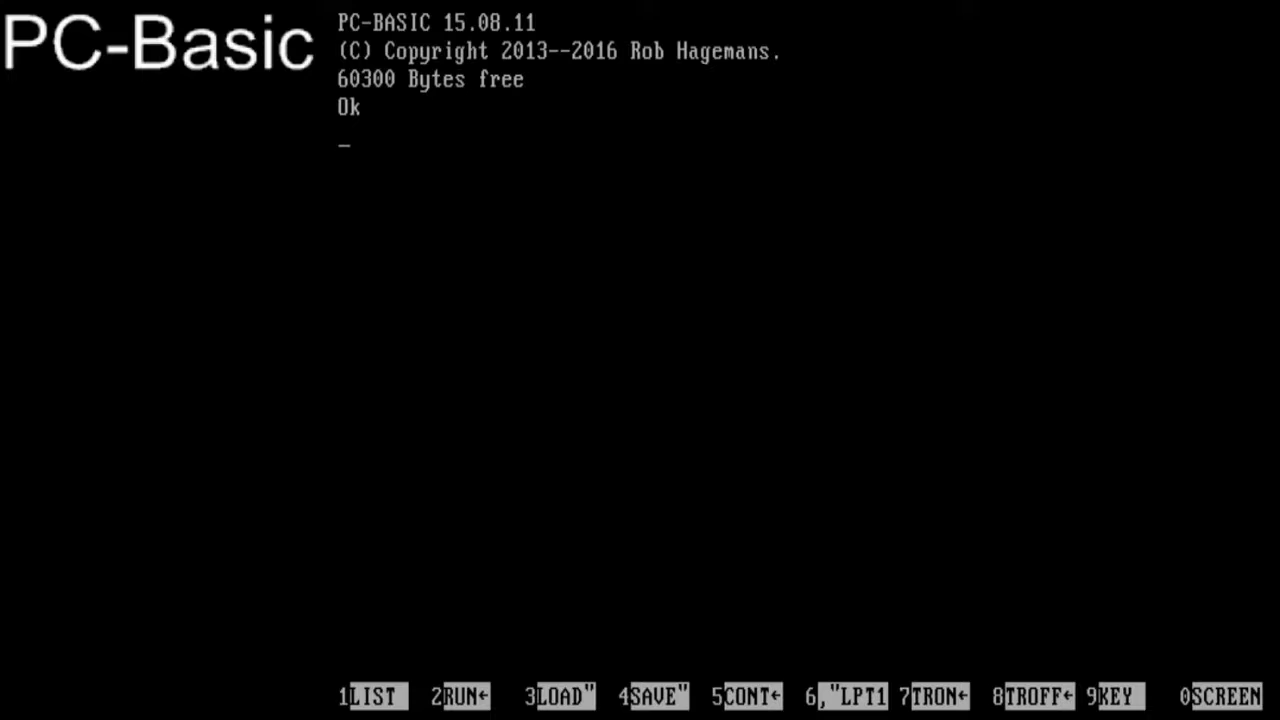 PC-Basic
PC-BASIC 15.08.11
(C) Copyright 2013--2016 Rob Hagemans.
60300 Bytes free
Ok
_
1LIST 2RUN← 3LOAD" 4SAVE" 5CONT← 6,"LPT1 7TRON← 8TROFF← 9KEY 0SCREEN